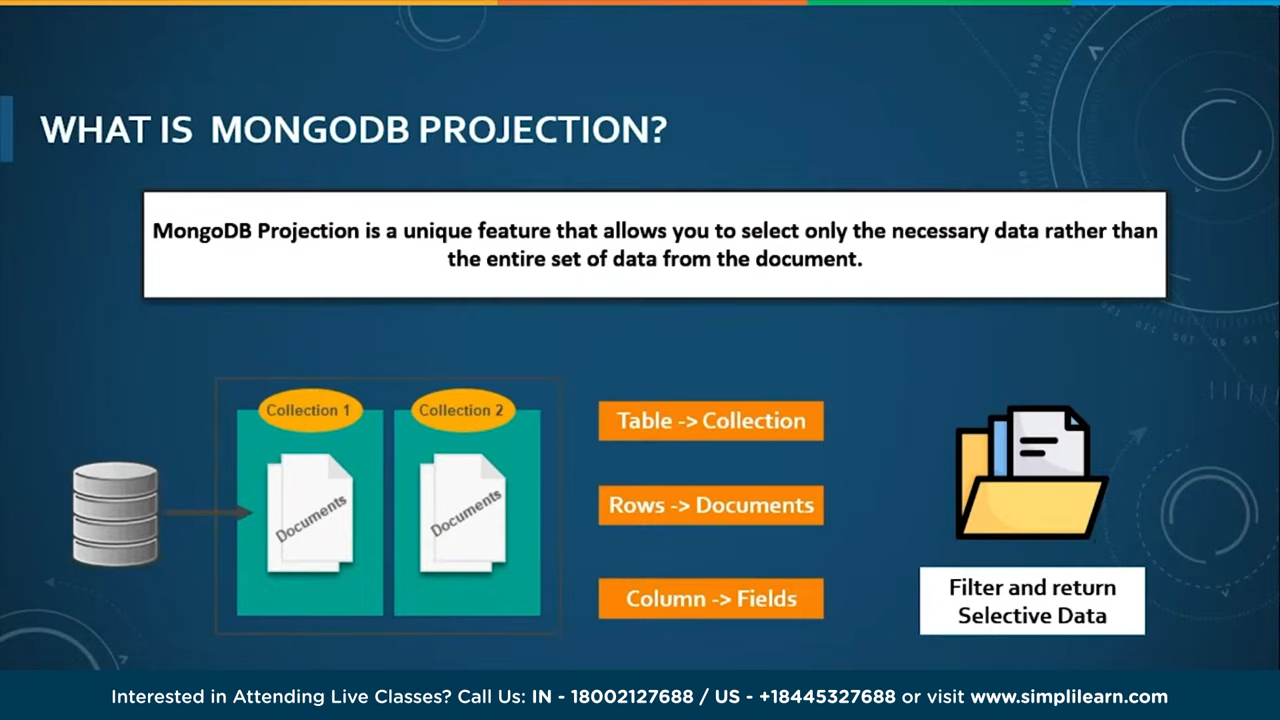 WHAT IS MONGODB PROJECTION?
MongoDB Projection is a unique feature that allows you to select only the necessary data rather than
the entire set of data from the document.
Collection 1
Collection 2
Documents
Documents
Table -> Collection
Rows -> Documents
Column -> Fields
Filter and return
Selective Data
Interested in Attending Live Classes? Call Us: IN - 18002127688 / US - +18445327688 or visit www.simplilearn.com